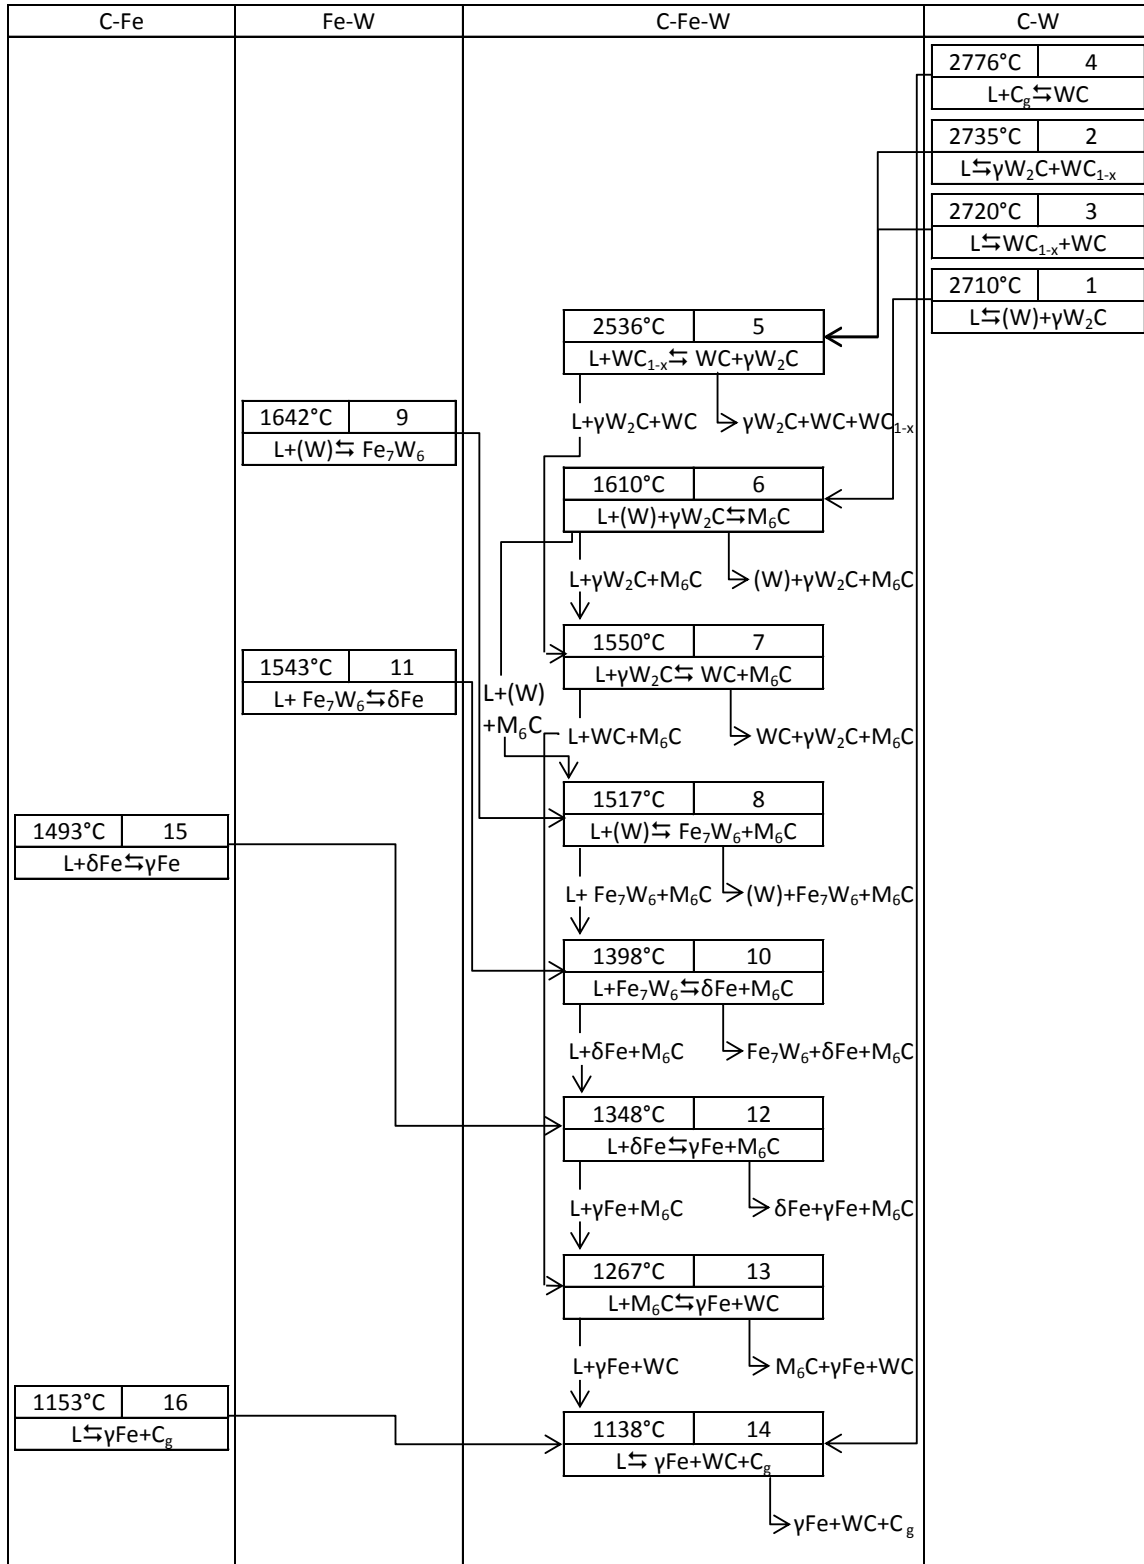 C-Fe Fe-W C-Fe-W C-W
2776°C 4
L+C₉⇆WC
2735°C 2
L⇆γW₂C+WC₁₋ₓ
2720°C 3
L⇆WC₁₋ₓ+WC
2710°C 1
L⇆(W)+γW₂C
2536°C 5
L+WC₁₋ₓ⇆ WC+γW₂C
L+γW₂C+WC γW₂C+WC+WC₁₋ₓ
1642°C 9
L+(W)⇆ Fe₇W₆
1610°C 6
L+(W)+γW₂C⇆M₆C
L+γW₂C+M₆C (W)+γW₂C+M₆C
1550°C 7
L+γW₂C⇆ WC+M₆C
1543°C 11
L+ Fe₇W₆⇆δFe
L+(W)
+M₆C
L+WC+M₆C WC+γW₂C+M₆C
1517°C 8
L+(W)⇆ Fe₇W₆+M₆C
1493°C 15
L+δFe⇆γFe
L+ Fe₇W₆+M₆C (W)+Fe₇W₆+M₆C
1398°C 10
L+Fe₇W₆⇆δFe+M₆C
L+δFe+M₆C Fe₇W₆+δFe+M₆C
1348°C 12
L+δFe⇆γFe+M₆C
L+γFe+M₆C δFe+γFe+M₆C
1267°C 13
L+M₆C⇆γFe+WC
L+γFe+WC M₆C+γFe+WC
1153°C 16
L⇆γFe+Cg
1138°C 14
L⇆ γFe+WC+Cg
γFe+WC+Cg